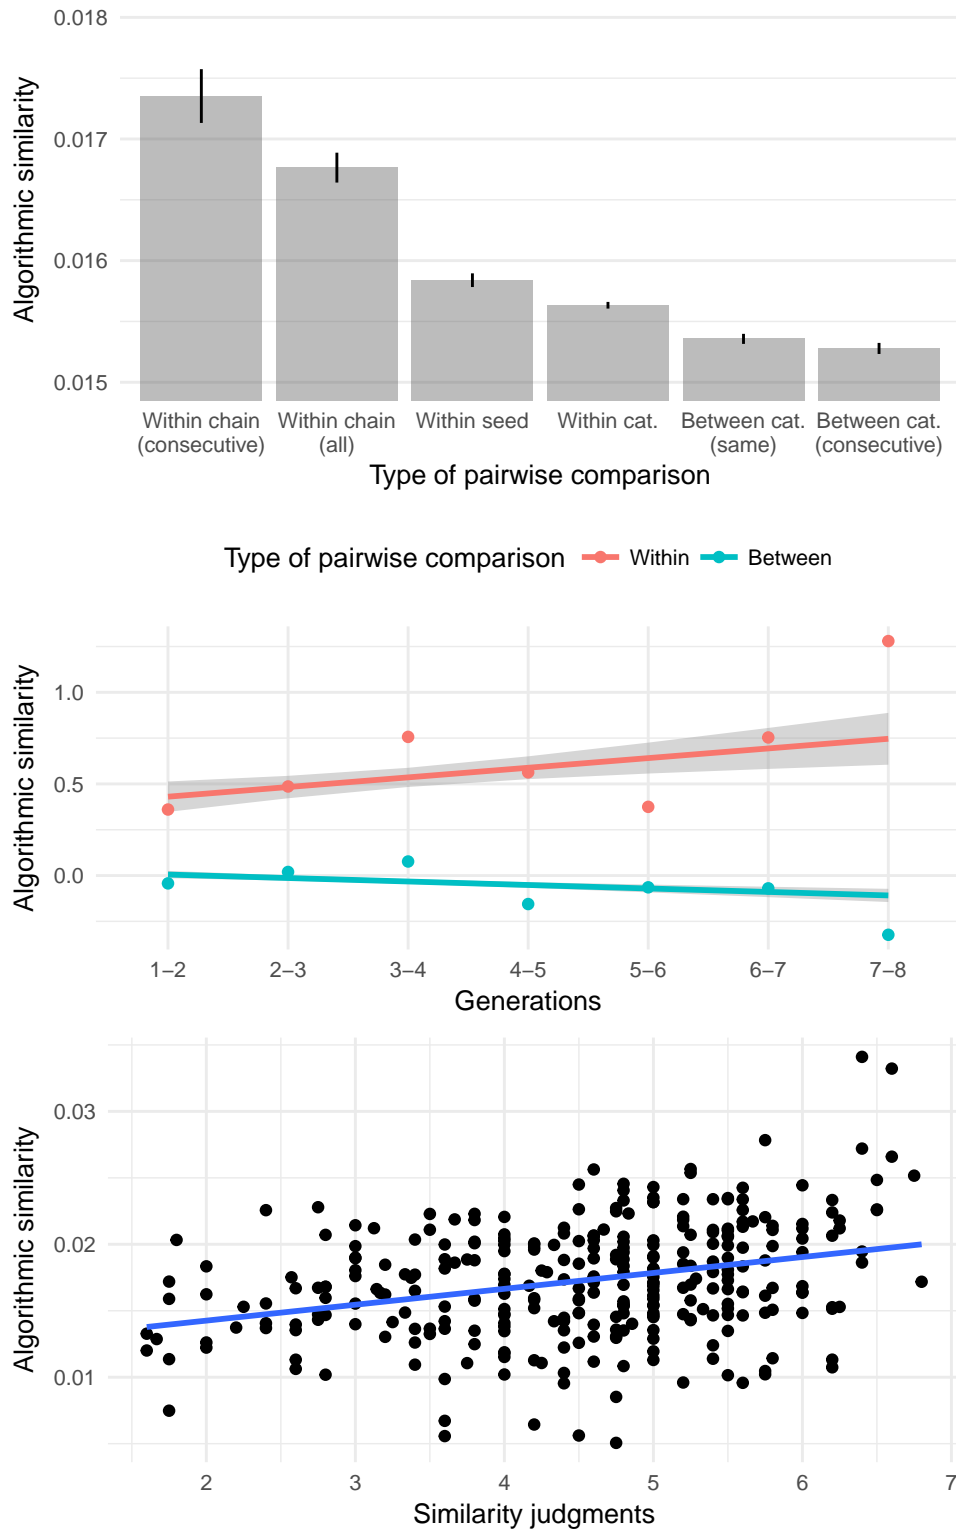 0.018
0.017
0.016
0.015
Algorithmic similarity
Within chain (consecutive)
Within chain (all)
Within seed
Within cat.
Between cat. (same)
Between cat. (consecutive)
Type of pairwise comparison
Type of pairwise comparison Within Between
1.0
0.5
0.0
Algorithmic similarity
1–2 2–3 3–4 4–5 5–6 6–7 7–8
Generations
0.03
0.02
0.01
Algorithmic similarity
2 3 4 5 6 7
Similarity judgments